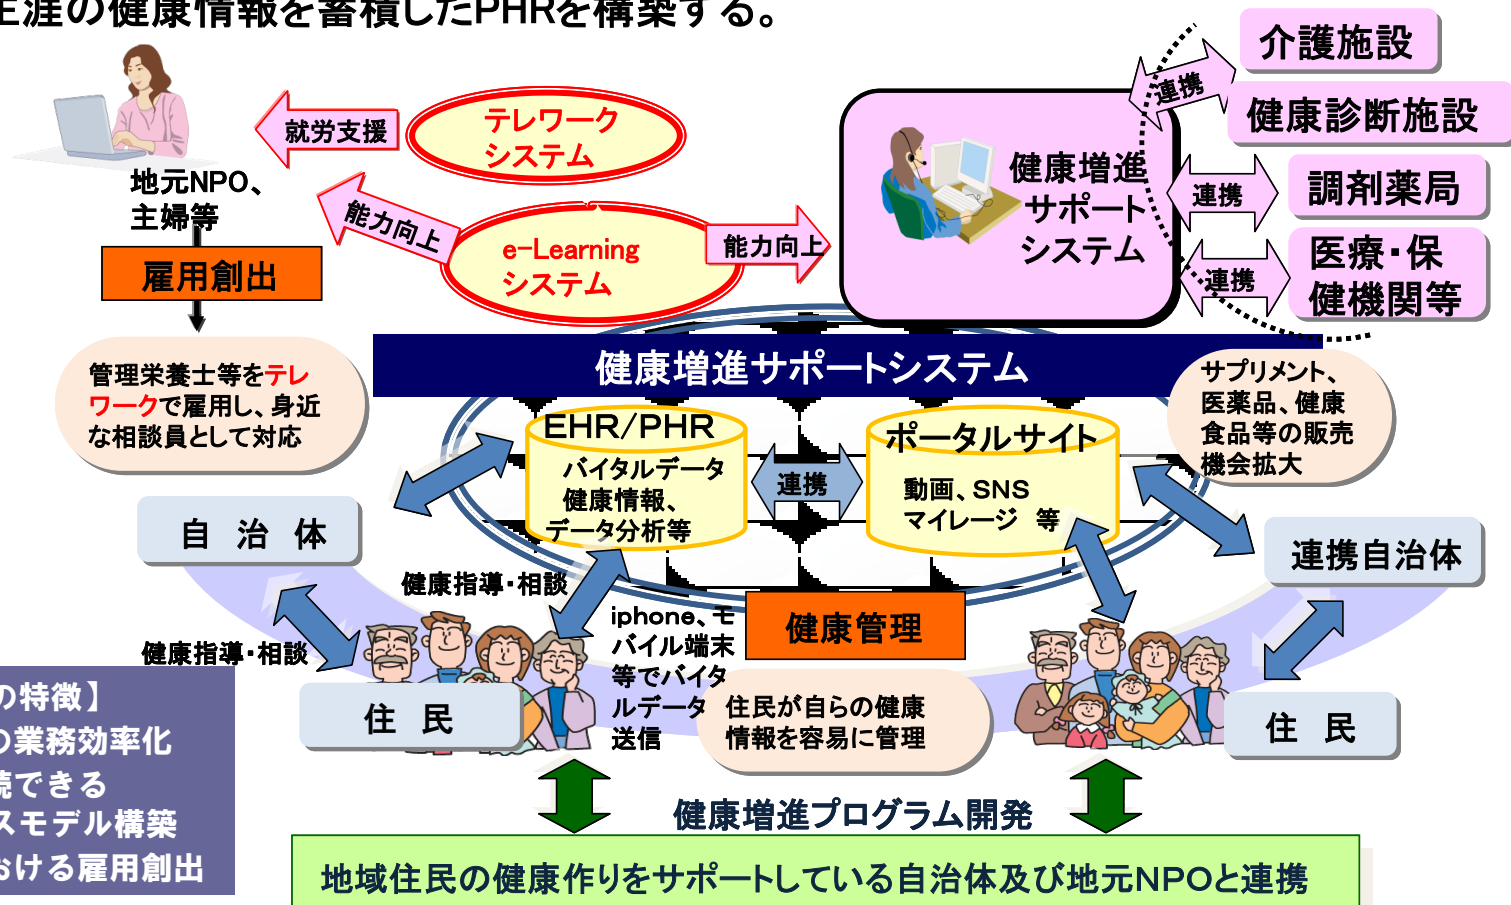 生涯の健康情報を蓄積したPHRを構築する。
介護施設
連携
健康診断施設
就労支援
テレワーク
システム
健康増進
サポート
システム
連携
調剤薬局
地元NPO、
主婦等
能力向上
e-Learning
システム
能力向上
連携
医療・保
健機関等
雇用創出
健康増進サポートシステム
管理栄養士等をテレ
ワークで雇用し、身近
な相談員として対応
サプリメント、
医薬品、健康
食品等の販売
機会拡大
EHR/PHR
バイタルデータ
健康情報、
データ分析等
連携
ポータルサイト
動画、SNS
マイレージ 等
自 治 体
連携自治体
健康指導・相談
健康指導・相談
iphone、モ
バイル端末
等でバイタ
ルデータ
送信
健康管理
住民が自らの健康
情報を容易に管理
住 民
住 民
の特徴】
の業務効率化
続できる
スモデル構築
おける雇用創出
健康増進プログラム開発
地域住民の健康作りをサポートしている自治体及び地元NPOと連携